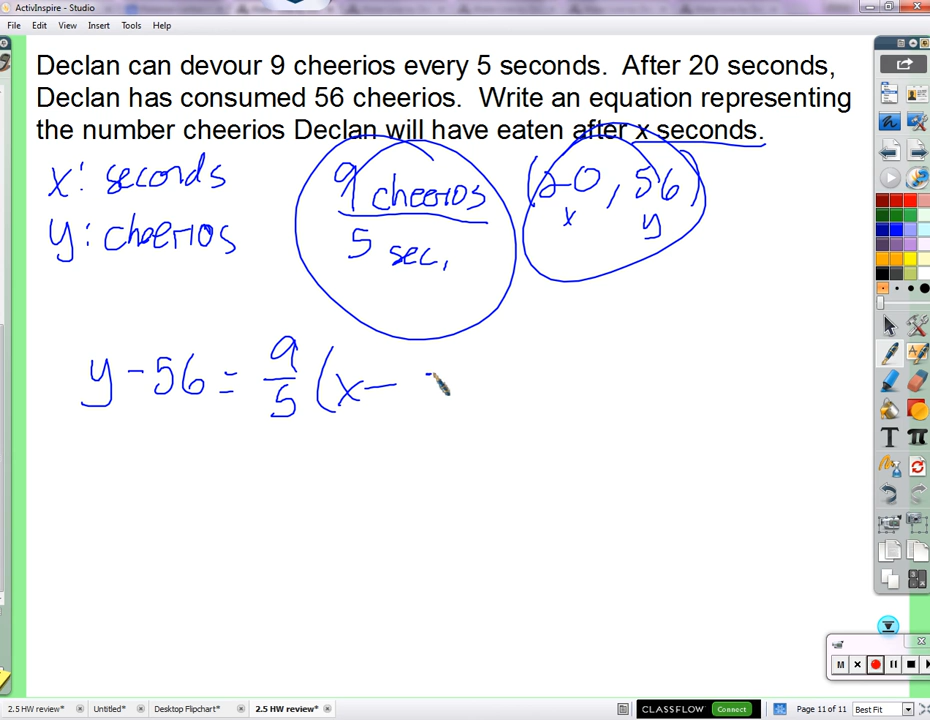 ActivInspire - Studio
File Edit View Insert Tools Help
Declan can devour 9 cheerios every 5 seconds. After 20 seconds,
Declan has consumed 56 cheerios. Write an equation representing
the number cheerios Declan will have eaten after x seconds.
x: seconds
y: cheerios
9 cheerios
5 sec.
(20, 56)
x y
y - 56 = 9/5 (x -
M
2.5 HW review* Untitled* Desktop Flipchart* 2.5 HW review* CLASSFLOW Connect Page 11 of 11 Best Fit